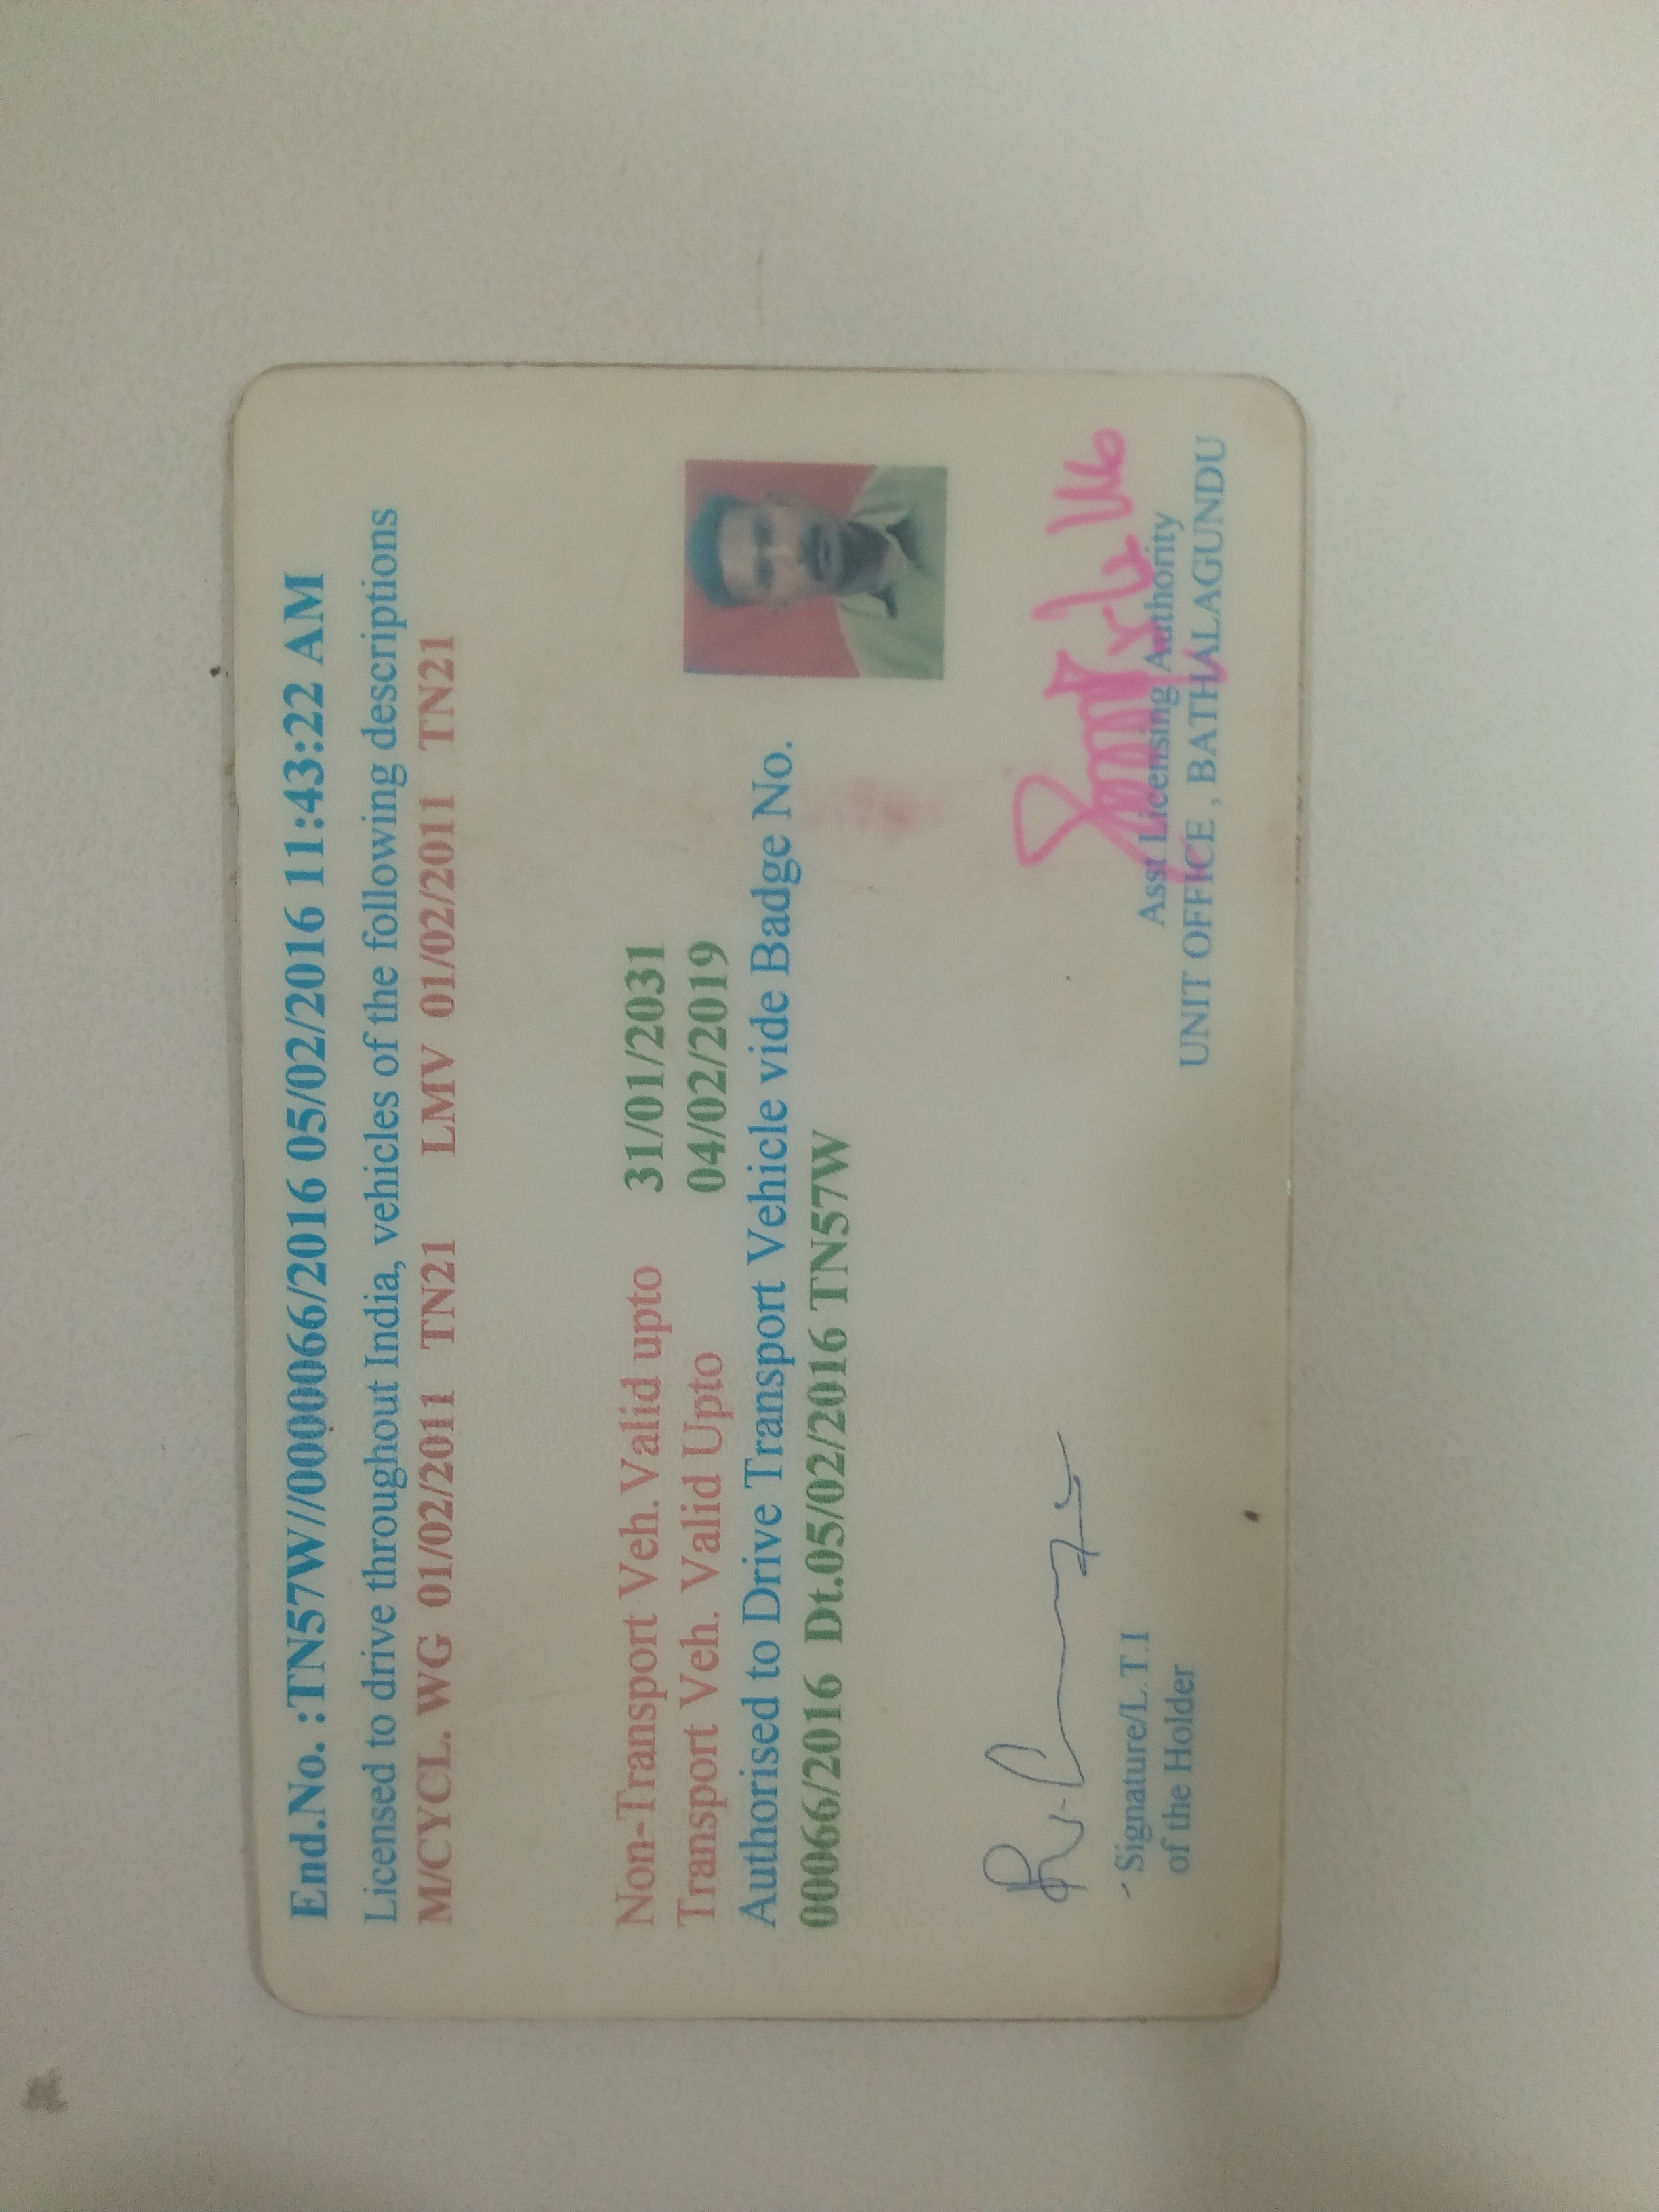 End.No. :TN57W//000066/2016 05/02/2016 11:43:22 AM
Licensed to drive throughout India, vehicles of the following descriptions
M/CYCL. WG 01/02/2011 TN21 LMV 01/02/2011 TN21
Non-Transport Veh. Valid upto 31/01/2031
Transport Veh. Valid Upto 04/02/2019
Authorised to Drive Transport Vehicle vide Badge No.
00066/2016 Dt.05/02/2016 TN57W
Signature/L.T.I
of the Holder
Asst Licensing Authority
UNIT OFFICE , BATHALAGUNDU